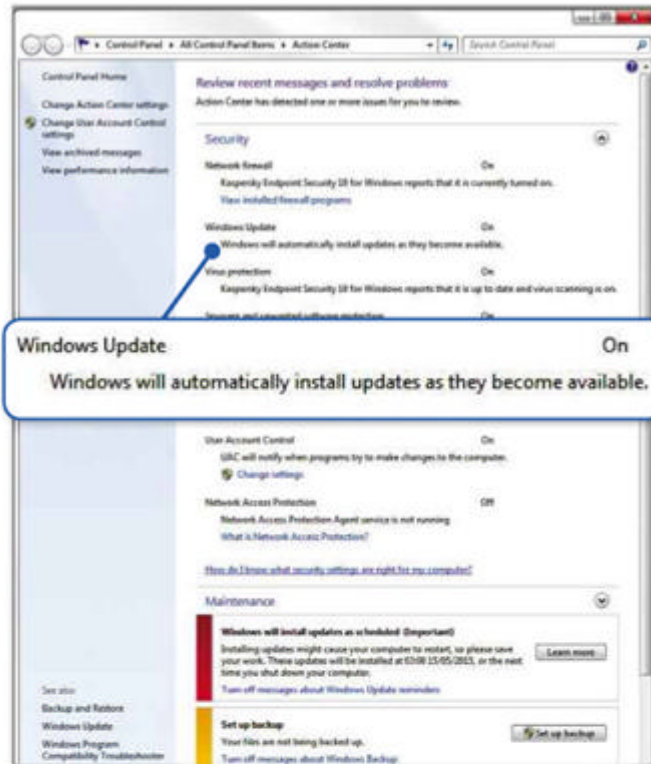 Control Panel ▸ All Control Panel Items ▸ Action Center
Search Control Panel
Control Panel Home
Change Action Center settings
Change User Account Control
settings
View archived messages
View performance information
Review recent messages and resolve problems
Action Center has detected one or more issues for you to review.
Security
Network firewall On
Kaspersky Endpoint Security 10 for Windows reports that it is currently turned on.
View installed firewall programs
Windows Update On
Windows will automatically install updates as they become available.
Virus protection On
Kaspersky Endpoint Security 10 for Windows reports that it is up to date and virus scanning is on.
Spyware and unwanted software protection On
Windows Update On
Windows will automatically install updates as they become available.
User Account Control On
UAC will notify when programs try to make changes to the computer.
Change settings
Network Access Protection Off
Network Access Protection Agent service is not running
What is Network Access Protection?
How do I know what security settings are right for my computer?
Maintenance
Windows will install updates as scheduled (Important)
Installing updates might cause your computer to restart, so please save
your work. These updates will be installed at 03:00 15/05/2015, or the next
time you shut down your computer.
Learn more
Turn off messages about Windows Update reminders
Set up backup
Your files are not being backed up.
Set up backup
Turn off messages about Windows Backup
See also
Backup and Restore
Windows Update
Windows Program
Compatibility Troubleshooter